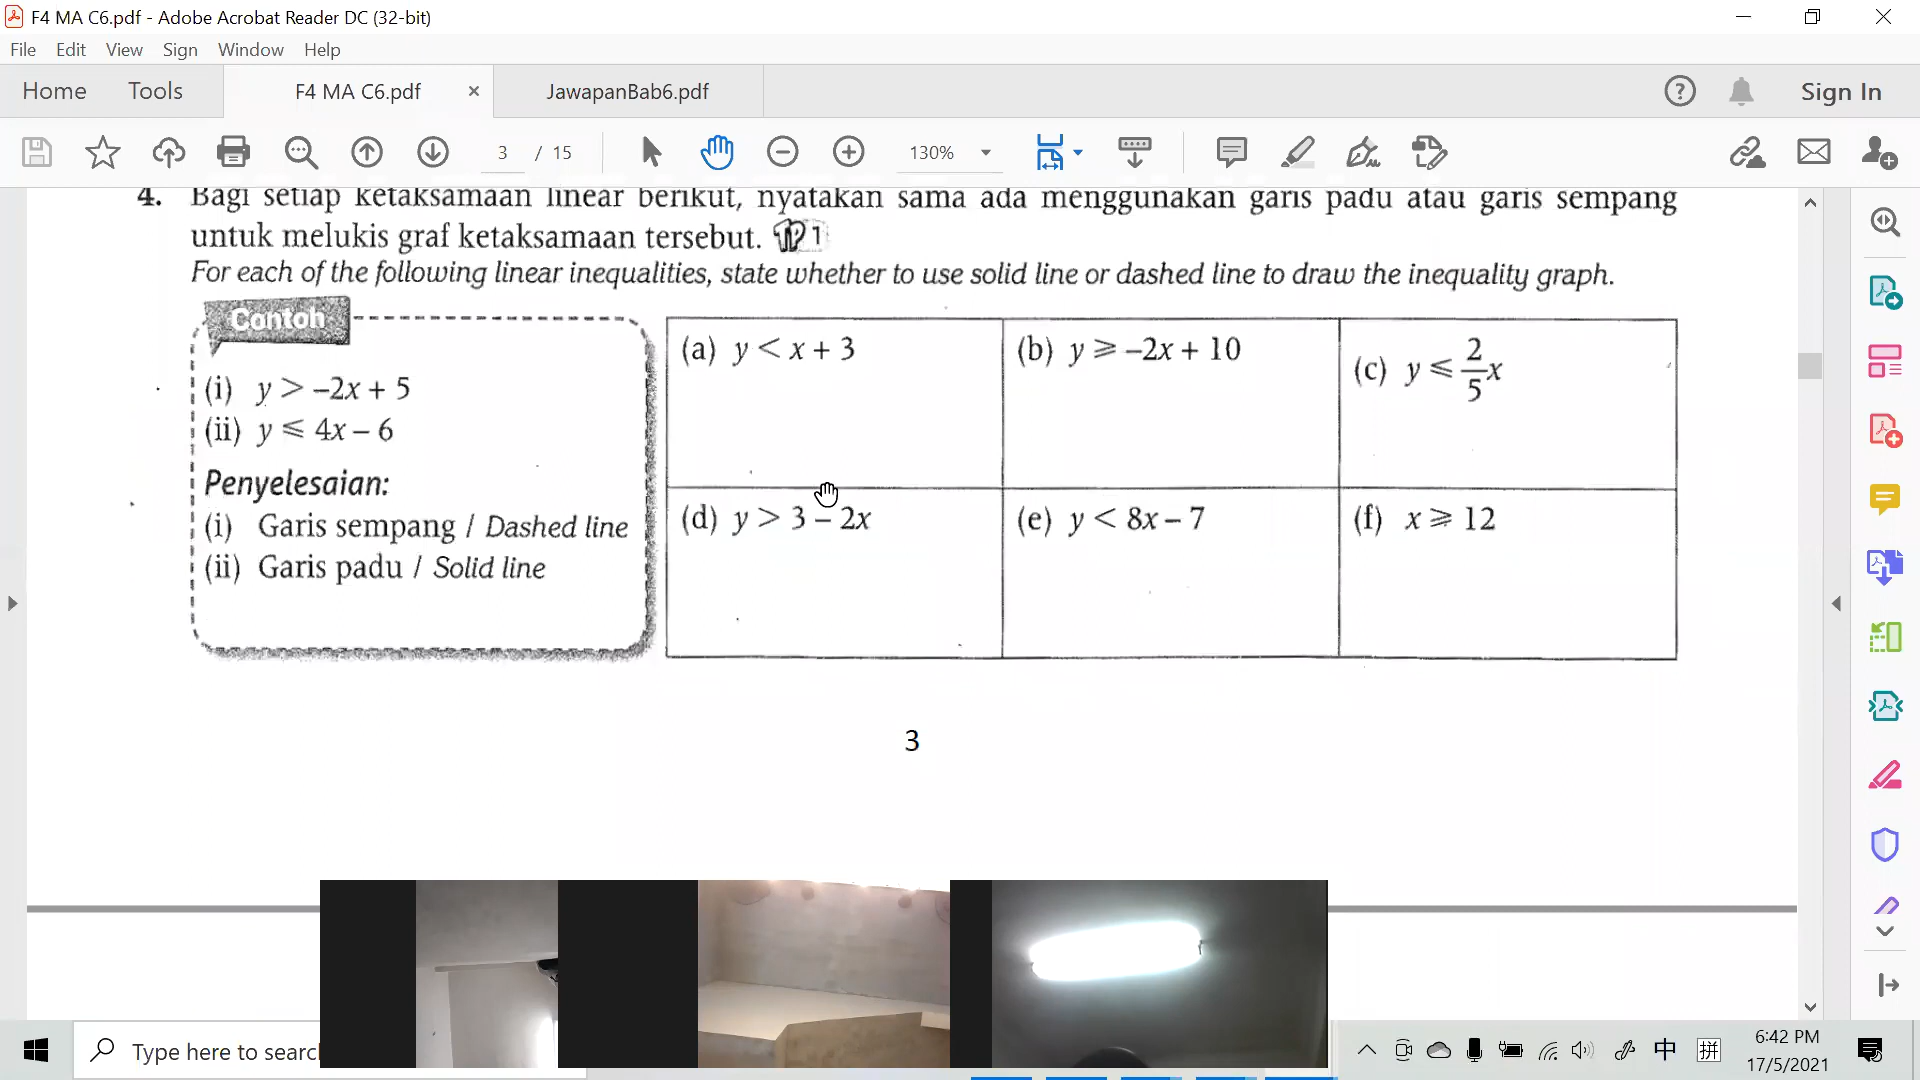 F4 MA C6.pdf - Adobe Acrobat Reader DC (32-bit)
File Edit View Sign Window Help
Home Tools F4 MA C6.pdf × JawapanBab6.pdf ? Sign In
3 / 15 130%
4. Bagi setiap ketaksamaan linear berikut, nyatakan sama ada menggunakan garis padu atau garis sempang
untuk melukis graf ketaksamaan tersebut. TP 1
For each of the following linear inequalities, state whether to use solid line or dashed line to draw the inequality graph.
Contoh
(i) y > –2x + 5
(ii) y ⩽ 4x – 6
Penyelesaian:
(i) Garis sempang / Dashed line
(ii) Garis padu / Solid line
(a) y < x + 3
(b) y ⩾ –2x + 10
(c) y ⩽ 2/5 x
(d) y > 3 – 2x
(e) y < 8x – 7
(f) x ⩾ 12
3
Type here to search
中 拼
6:42 PM
17/5/2021